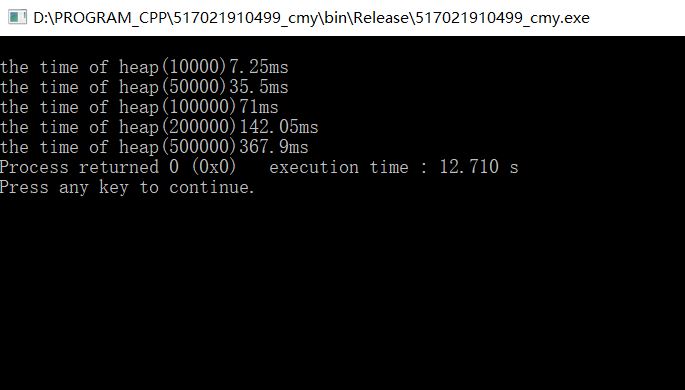 D:\PROGRAM_CPP\517021910499_cmy\bin\Release\517021910499_cmy.exe
the time of heap(10000)7.25ms
the time of heap(50000)35.5ms
the time of heap(100000)71ms
the time of heap(200000)142.05ms
the time of heap(500000)367.9ms
Process returned 0 (0x0)   execution time : 12.710 s
Press any key to continue.